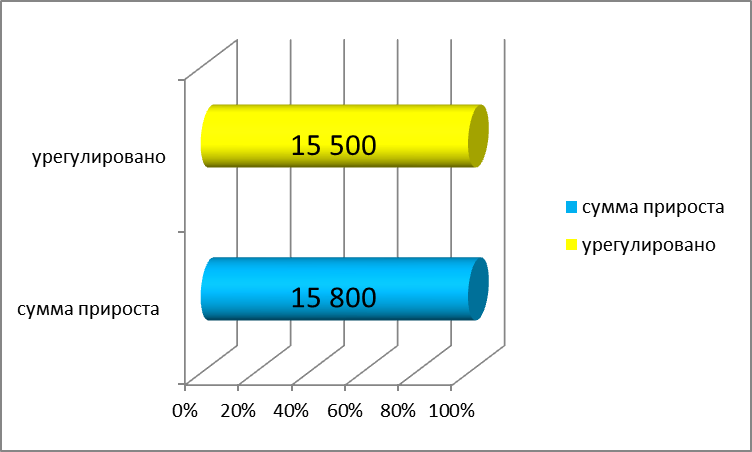 урегулировано
15 500
сумма прироста
15 800
0% 20% 40% 60% 80% 100%
сумма прироста
урегулировано